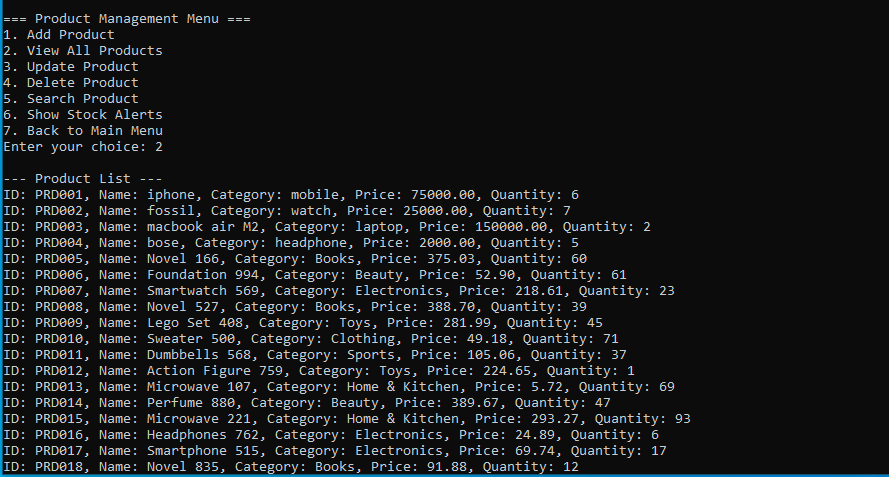 === Product Management Menu ===
1. Add Product
2. View All Products
3. Update Product
4. Delete Product
5. Search Product
6. Show Stock Alerts
7. Back to Main Menu
Enter your choice: 2
--- Product List ---
ID: PRD001, Name: iphone, Category: mobile, Price: 75000.00, Quantity: 6
ID: PRD002, Name: fossil, Category: watch, Price: 25000.00, Quantity: 7
ID: PRD003, Name: macbook air M2, Category: laptop, Price: 150000.00, Quantity: 2
ID: PRD004, Name: bose, Category: headphone, Price: 2000.00, Quantity: 5
ID: PRD005, Name: Novel 166, Category: Books, Price: 375.03, Quantity: 60
ID: PRD006, Name: Foundation 994, Category: Beauty, Price: 52.90, Quantity: 61
ID: PRD007, Name: Smartwatch 569, Category: Electronics, Price: 218.61, Quantity: 23
ID: PRD008, Name: Novel 527, Category: Books, Price: 388.70, Quantity: 39
ID: PRD009, Name: Lego Set 408, Category: Toys, Price: 281.99, Quantity: 45
ID: PRD010, Name: Sweater 500, Category: Clothing, Price: 49.18, Quantity: 71
ID: PRD011, Name: Dumbbells 568, Category: Sports, Price: 105.06, Quantity: 37
ID: PRD012, Name: Action Figure 759, Category: Toys, Price: 224.65, Quantity: 1
ID: PRD013, Name: Microwave 107, Category: Home & Kitchen, Price: 5.72, Quantity: 69
ID: PRD014, Name: Perfume 880, Category: Beauty, Price: 389.67, Quantity: 47
ID: PRD015, Name: Microwave 221, Category: Home & Kitchen, Price: 293.27, Quantity: 93
ID: PRD016, Name: Headphones 762, Category: Electronics, Price: 24.89, Quantity: 6
ID: PRD017, Name: Smartphone 515, Category: Electronics, Price: 69.74, Quantity: 17
ID: PRD018, Name: Novel 835, Category: Books, Price: 91.88, Quantity: 12